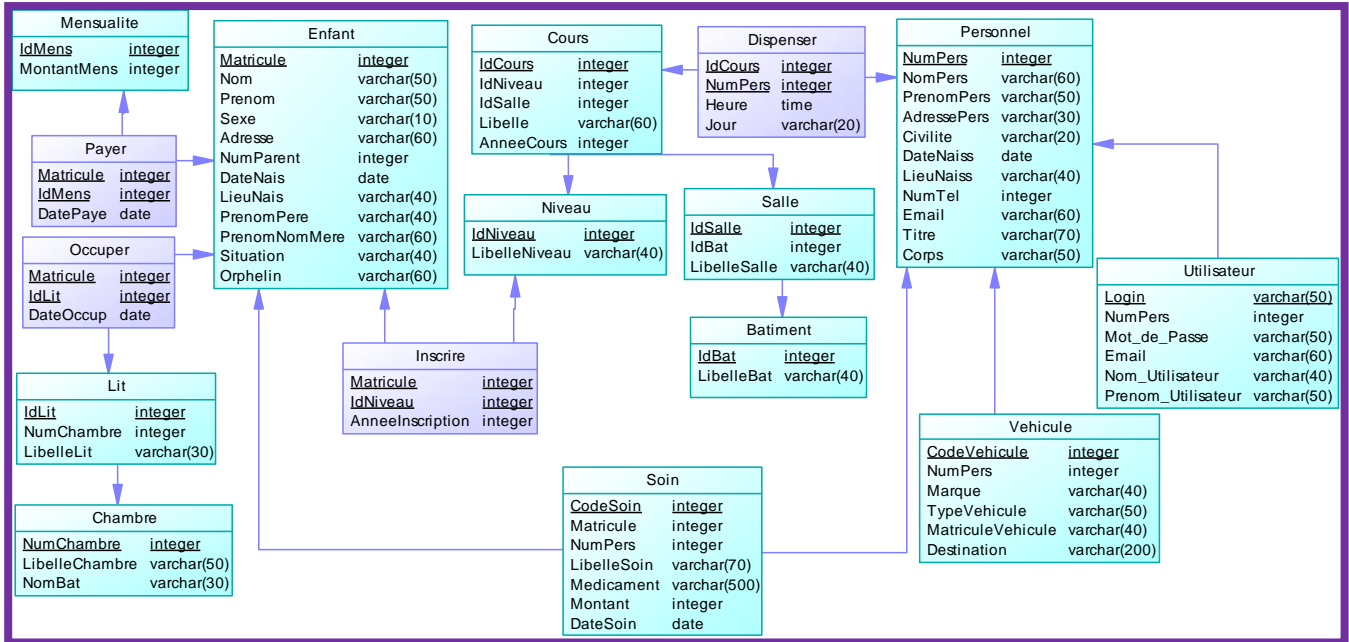 Mensualite
IdMens integer
MontantMens integer
Payer
Matricule integer
IdMens integer
DatePaye date
Occuper
Matricule integer
IdLit integer
DateOccup date
Lit
IdLit integer
NumChambre integer
LibelleLit varchar(30)
Chambre
NumChambre integer
LibelleChambre varchar(50)
NomBat varchar(30)
Enfant
Matricule integer
Nom varchar(50)
Prenom varchar(50)
Sexe varchar(10)
Adresse varchar(60)
NumParent integer
DateNais date
LieuNais varchar(40)
PrenomPere varchar(40)
PrenomNomMere varchar(60)
Situation varchar(40)
Orphelin varchar(60)
Inscrire
Matricule integer
IdNiveau integer
AnneeInscription integer
Cours
IdCours integer
IdNiveau integer
IdSalle integer
Libelle varchar(60)
AnneeCours integer
Niveau
IdNiveau integer
LibelleNiveau varchar(40)
Soin
CodeSoin integer
Matricule integer
NumPers integer
LibelleSoin varchar(70)
Medicament varchar(500)
Montant integer
DateSoin date
Dispenser
IdCours integer
NumPers integer
Heure time
Jour varchar(20)
Salle
IdSalle integer
IdBat integer
LibelleSalle varchar(40)
Batiment
IdBat integer
LibelleBat varchar(40)
Personnel
NumPers integer
NomPers varchar(60)
PrenomPers varchar(50)
AdressePers varchar(30)
Civilite varchar(20)
DateNaiss date
LieuNaiss varchar(40)
NumTel integer
Email varchar(60)
Titre varchar(70)
Corps varchar(50)
Utilisateur
Login varchar(50)
NumPers integer
Mot_de_Passe varchar(50)
Email varchar(60)
Nom_Utilisateur varchar(40)
Prenom_Utilisateur varchar(50)
Vehicule
CodeVehicule integer
NumPers integer
Marque varchar(40)
TypeVehicule varchar(50)
MatriculeVehicule varchar(40)
Destination varchar(200)